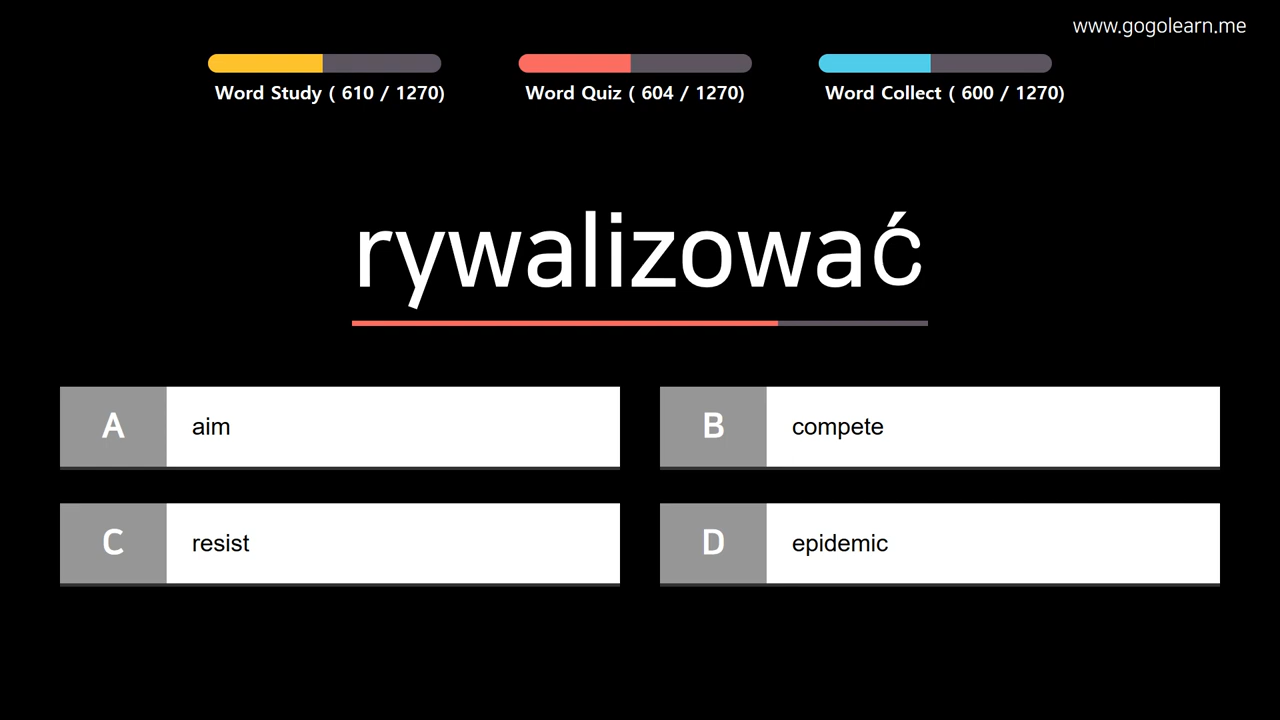 www.gogolearn.me
Word Study ( 610 / 1270)
Word Quiz ( 604 / 1270)
Word Collect ( 600 / 1270)
rywalizować
A aim
B compete
C resist
D epidemic